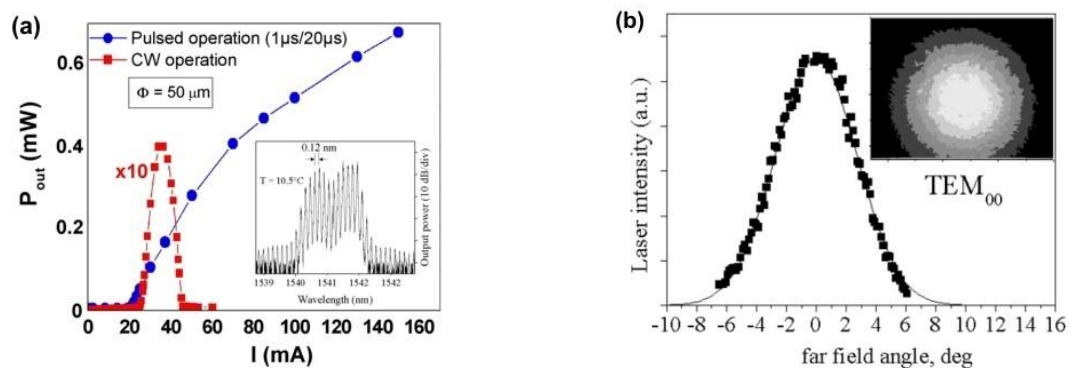 (a)
Pulsed operation (1µs/20µs)
CW operation
Φ = 50 µm
x10
P_out (mW)
0.6
0.4
0.2
0
0 20 40 60 80 100 120 140 160
I (mA)
0.12 nm
T = 10.5°C
Output power (10 dB/div)
1539 1540 1541 1542 1542
Wavelength (nm)
(b)
Laser intensity (a.u.)
TEM₀₀
-10 -8 -6 -4 -2 0 2 4 6 8 10 12 14 16
far field angle, deg